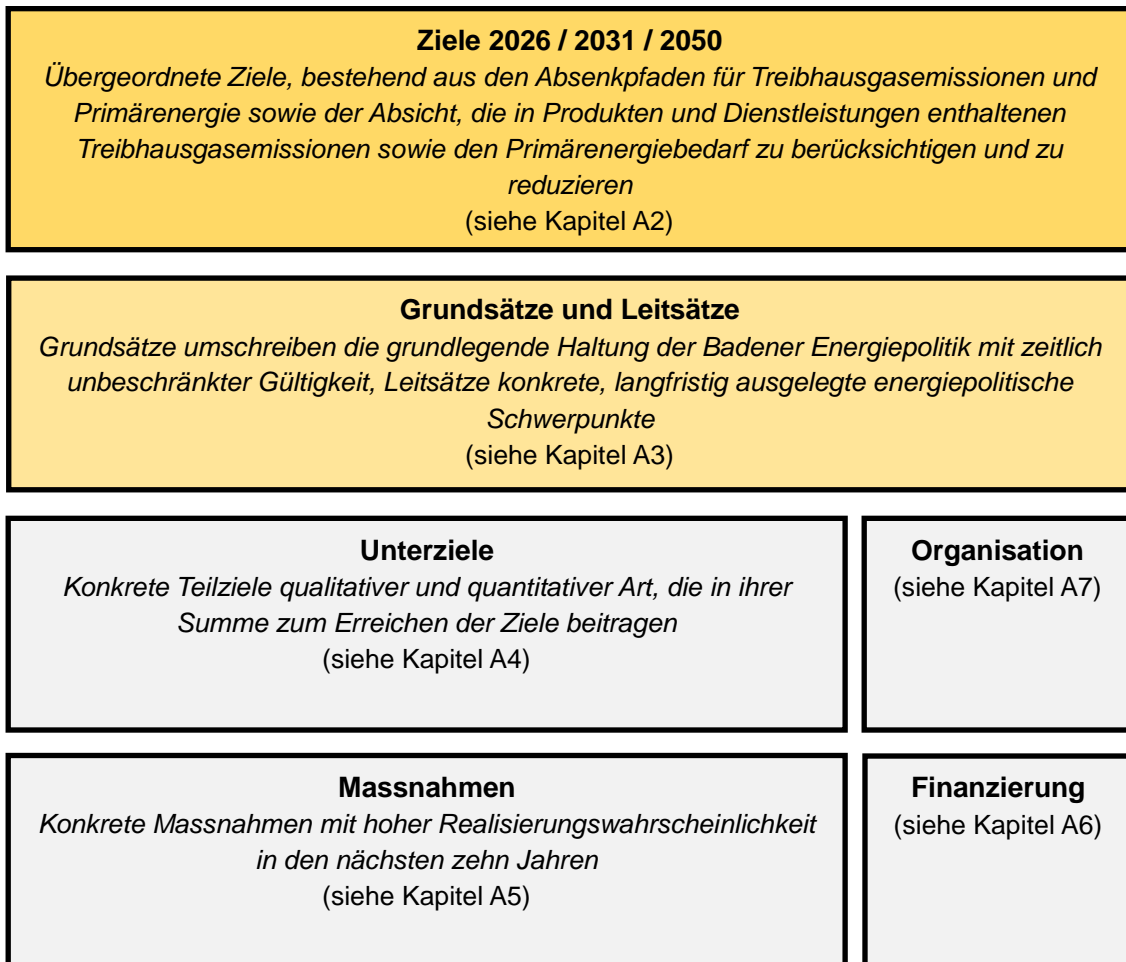 Ziele 2026 / 2031 / 2050
Übergeordnete Ziele, bestehend aus den Absenkpfaden für Treibhausgasemissionen und
Primärenergie sowie der Absicht, die in Produkten und Dienstleistungen enthaltenen
Treibhausgasemissionen sowie den Primärenergiebedarf zu berücksichtigen und zu
reduzieren
(siehe Kapitel A2)
Grundsätze und Leitsätze
Grundsätze umschreiben die grundlegende Haltung der Badener Energiepolitik mit zeitlich
unbeschränkter Gültigkeit, Leitsätze konkrete, langfristig ausgelegte energiepolitische
Schwerpunkte
(siehe Kapitel A3)
Unterziele
Konkrete Teilziele qualitativer und quantitativer Art, die in ihrer
Summe zum Erreichen der Ziele beitragen
(siehe Kapitel A4)
Organisation
(siehe Kapitel A7)
Massnahmen
Konkrete Massnahmen mit hoher Realisierungswahrscheinlichkeit
in den nächsten zehn Jahren
(siehe Kapitel A5)
Finanzierung
(siehe Kapitel A6)